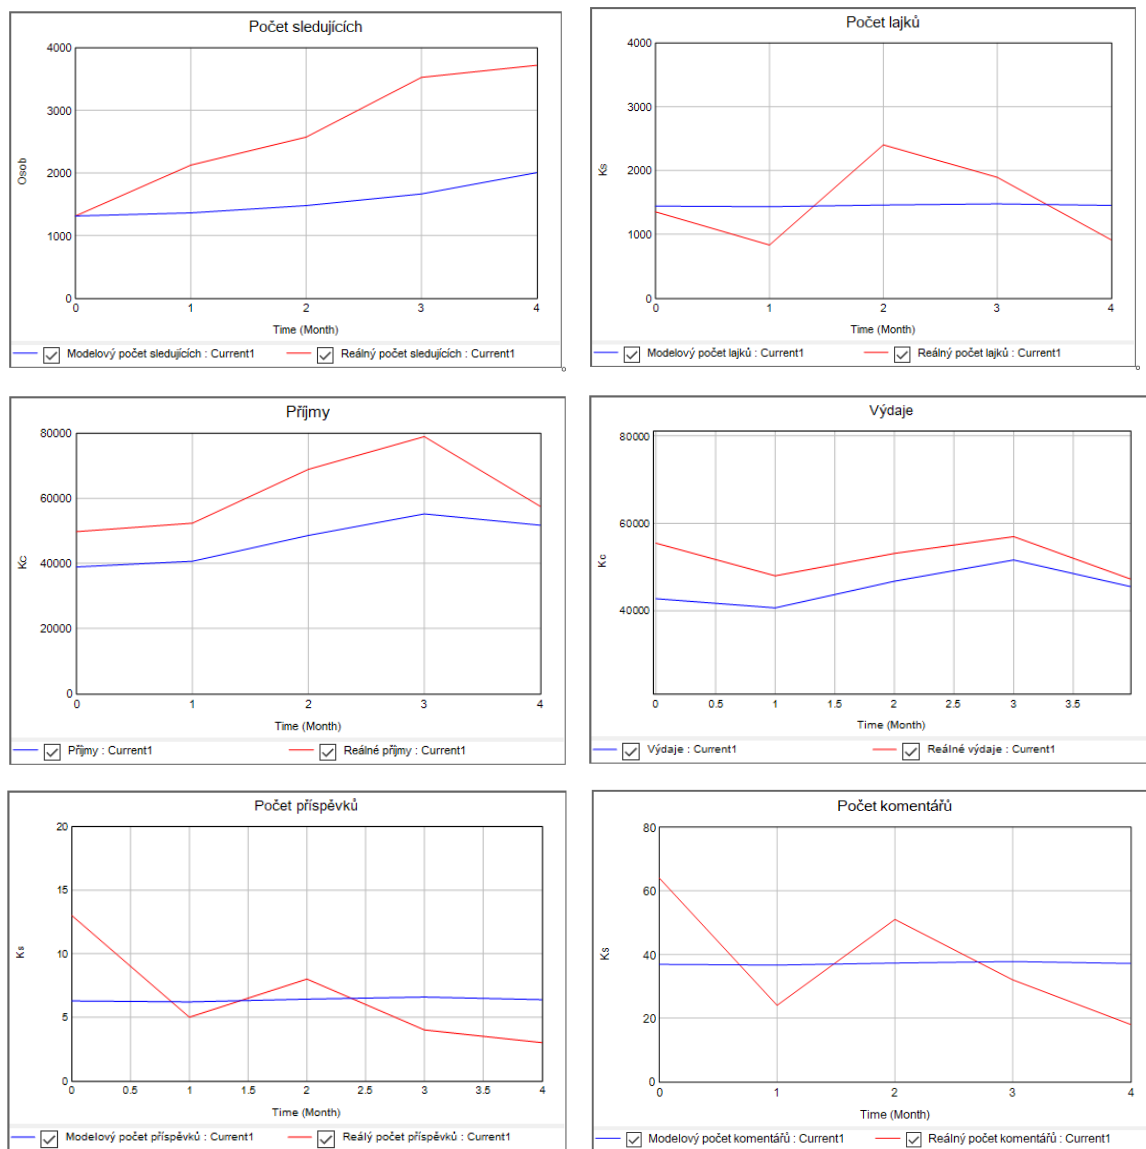 Počet sledujících
4000
3000
2000
1000
0
Osob
0 1 2 3 4
Time (Month)
Modelový počet sledujících : Current1 Reálný počet sledujících : Current1
Počet lajků
4000
3000
2000
1000
0
Ks
0 1 2 3 4
Time (Month)
Modelový počet lajků : Current1 Reálný počet lajků : Current1
Příjmy
80000
60000
40000
20000
0
Kc
0 1 2 3 4
Time (Month)
Příjmy : Current1 Reálné příjmy : Current1
Výdaje
80000
60000
40000
Kc
0 0.5 1 1.5 2 2.5 3 3.5
Time (Month)
Výdaje : Current1 Reálné výdaje : Current1
Počet příspěvků
20
15
10
5
0
Ks
0 0.5 1 1.5 2 2.5 3 3.5 4
Time (Month)
Modelový počet příspěvků : Current1 Reálý počet příspěvků : Current1
Počet komentářů
80
60
40
20
0
Ks
0 1 2 3 4
Time (Month)
Modelový počet komentářů : Current1 Reálný počet komentářů : Current1